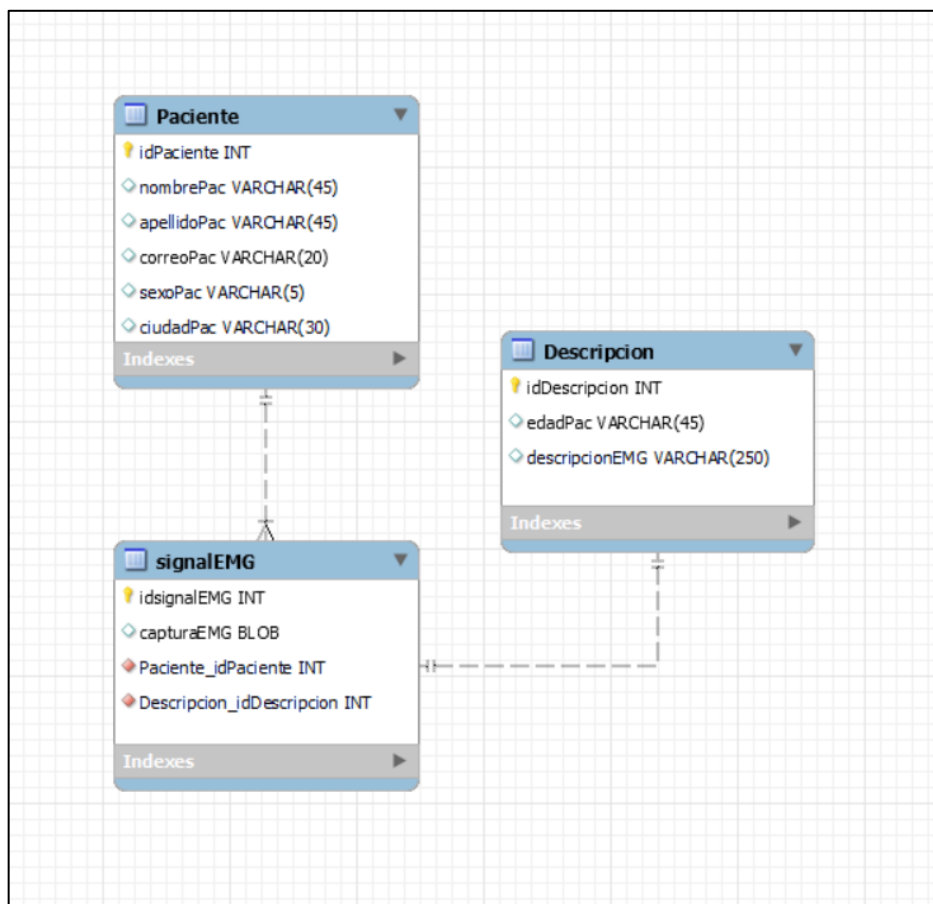 Paciente
idPaciente INT
nombrePac VARCHAR(45)
apellidoPac VARCHAR(45)
correoPac VARCHAR(20)
sexoPac VARCHAR(5)
ciudadPac VARCHAR(30)
Indexes
Descripcion
idDescripcion INT
edadPac VARCHAR(45)
descripcionEMG VARCHAR(250)
Indexes
signalEMG
idsignalEMG INT
capturaEMG BLOB
Paciente_idPaciente INT
Descripcion_idDescripcion INT
Indexes